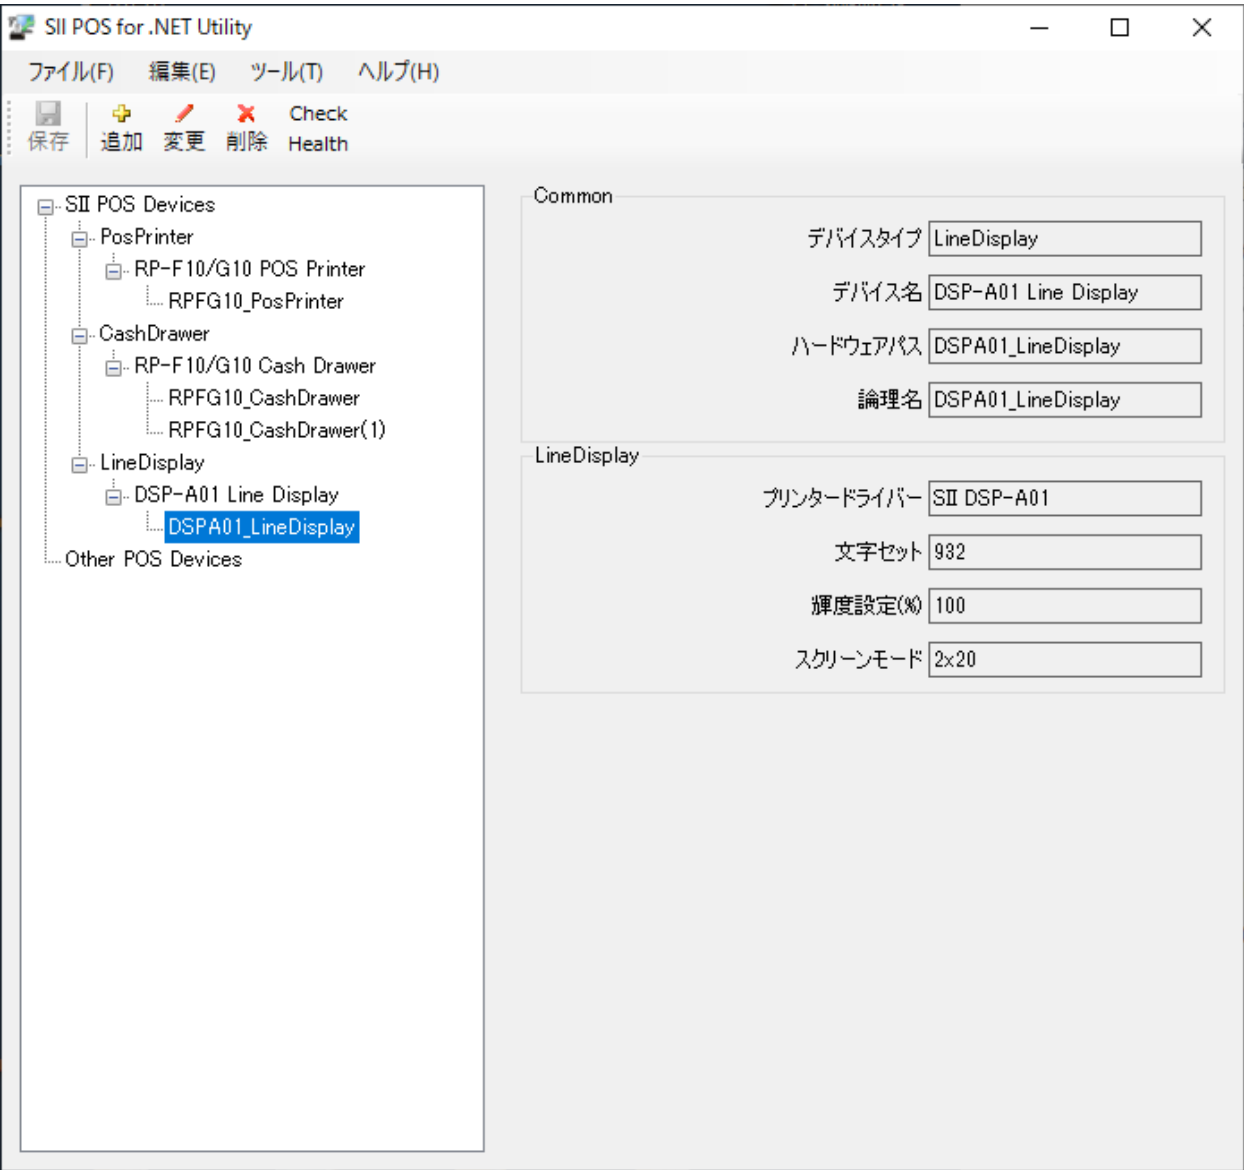 SII POS for .NET Utility
ファイル(F) 編集(E) ツール(T) ヘルプ(H)
保存 追加 変更 削除 Check Health
SII POS Devices
PosPrinter
RP-F10/G10 POS Printer
RPFG10_PosPrinter
CashDrawer
RP-F10/G10 Cash Drawer
RPFG10_CashDrawer
RPFG10_CashDrawer(1)
LineDisplay
DSP-A01 Line Display
DSPA01_LineDisplay
Other POS Devices
Common
デバイスタイプ LineDisplay
デバイス名 DSP-A01 Line Display
ハードウェアパス DSPA01_LineDisplay
論理名 DSPA01_LineDisplay
LineDisplay
プリンタードライバー SII DSP-A01
文字セット 932
輝度設定(%) 100
スクリーンモード 2x20